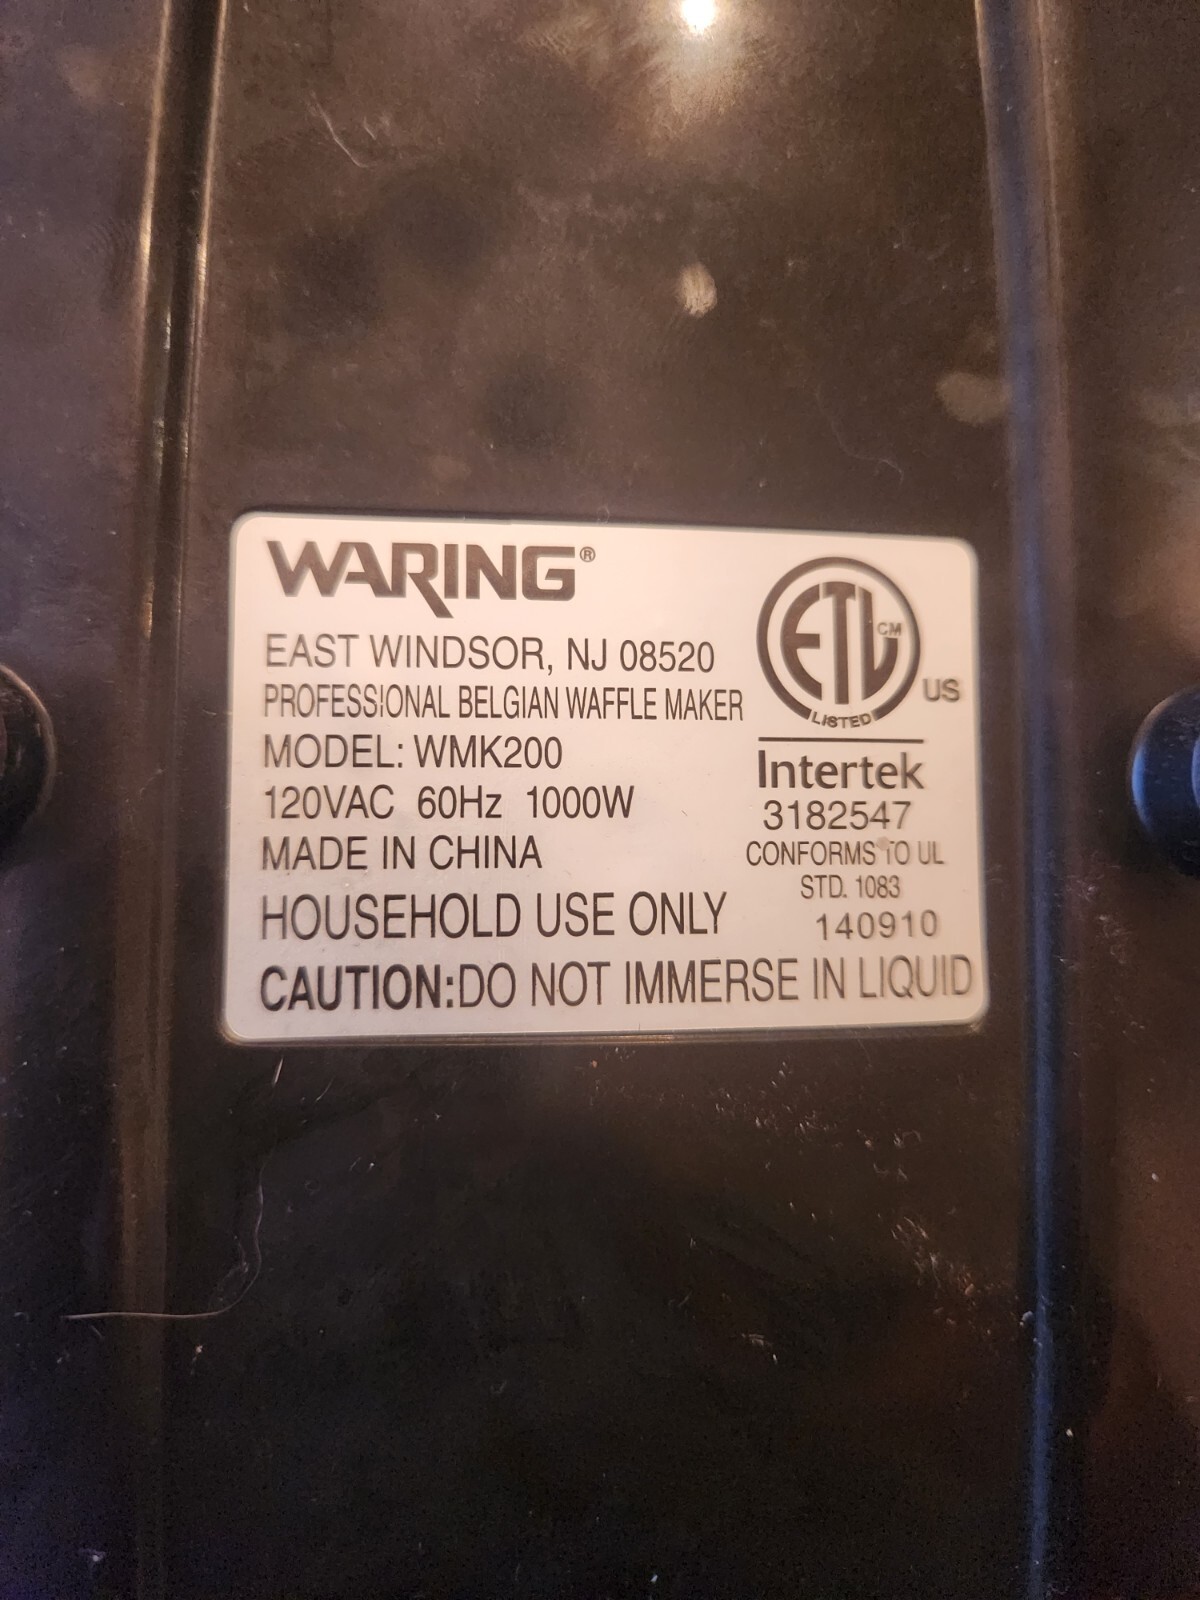 WARING®
EAST WINDSOR, NJ 08520
PROFESSIONAL BELGIAN WAFFLE MAKER
MODEL: WMK200
120VAC 60Hz 1000W
MADE IN CHINA
HOUSEHOLD USE ONLY
CAUTION:DO NOT IMMERSE IN LIQUID
ETL CM
LISTED
US
Intertek
3182547
CONFORMS TO UL
STD. 1083
140910